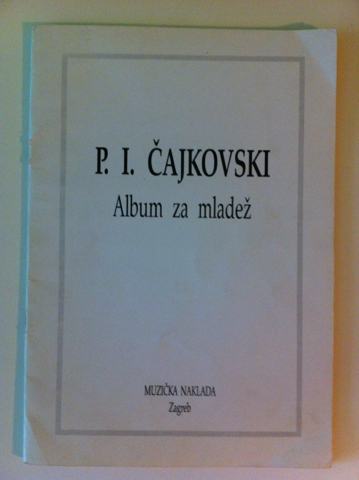 P. I. ČAJKOVSKI
Album za mladež
MUZIČKA NAKLADA
Zagreb